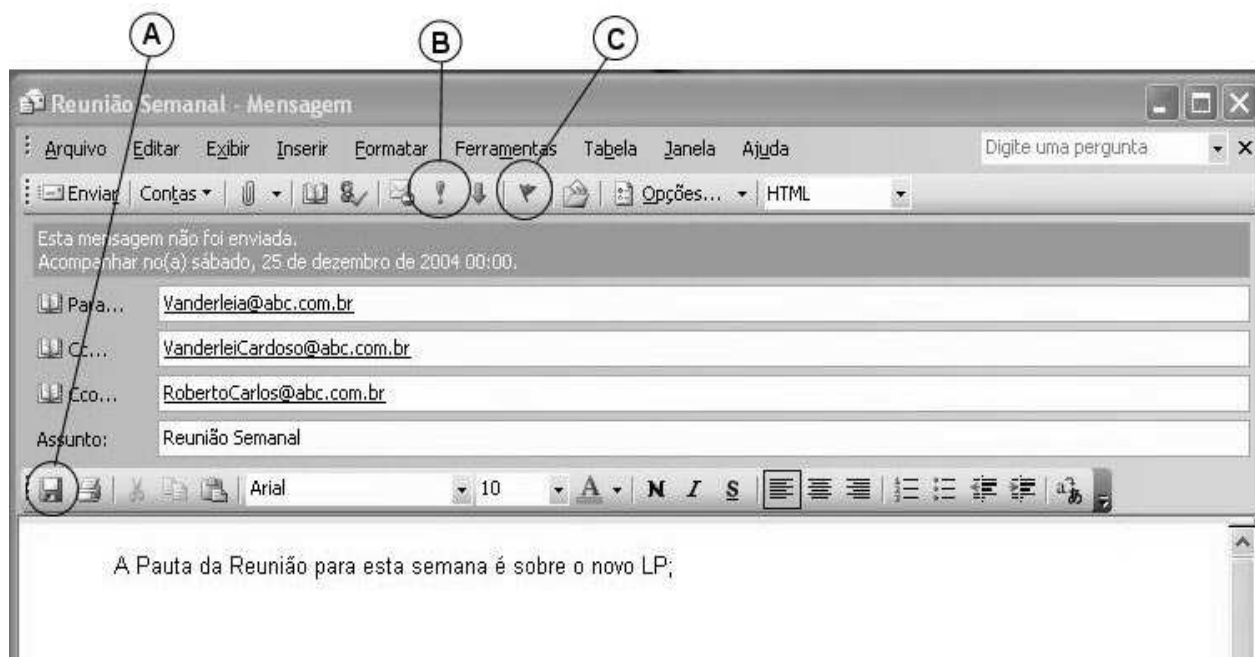 A B C
Reunião Semanal - Mensagem
Arquivo Editar Exibir Inserir Formatar Ferramentas Tabela Janela Ajuda Digite uma pergunta
Enviar Contas Opções... HTML
Esta mensagem não foi enviada.
Acompanhar no(a) sábado, 25 de dezembro de 2004 00:00.
Para... Vanderleia@abc.com.br
Cc... VanderleiCardoso@abc.com.br
Cco... RobertoCarlos@abc.com.br
Assunto: Reunião Semanal
Arial 10 A N I S
A Pauta da Reunião para esta semana é sobre o novo LP;